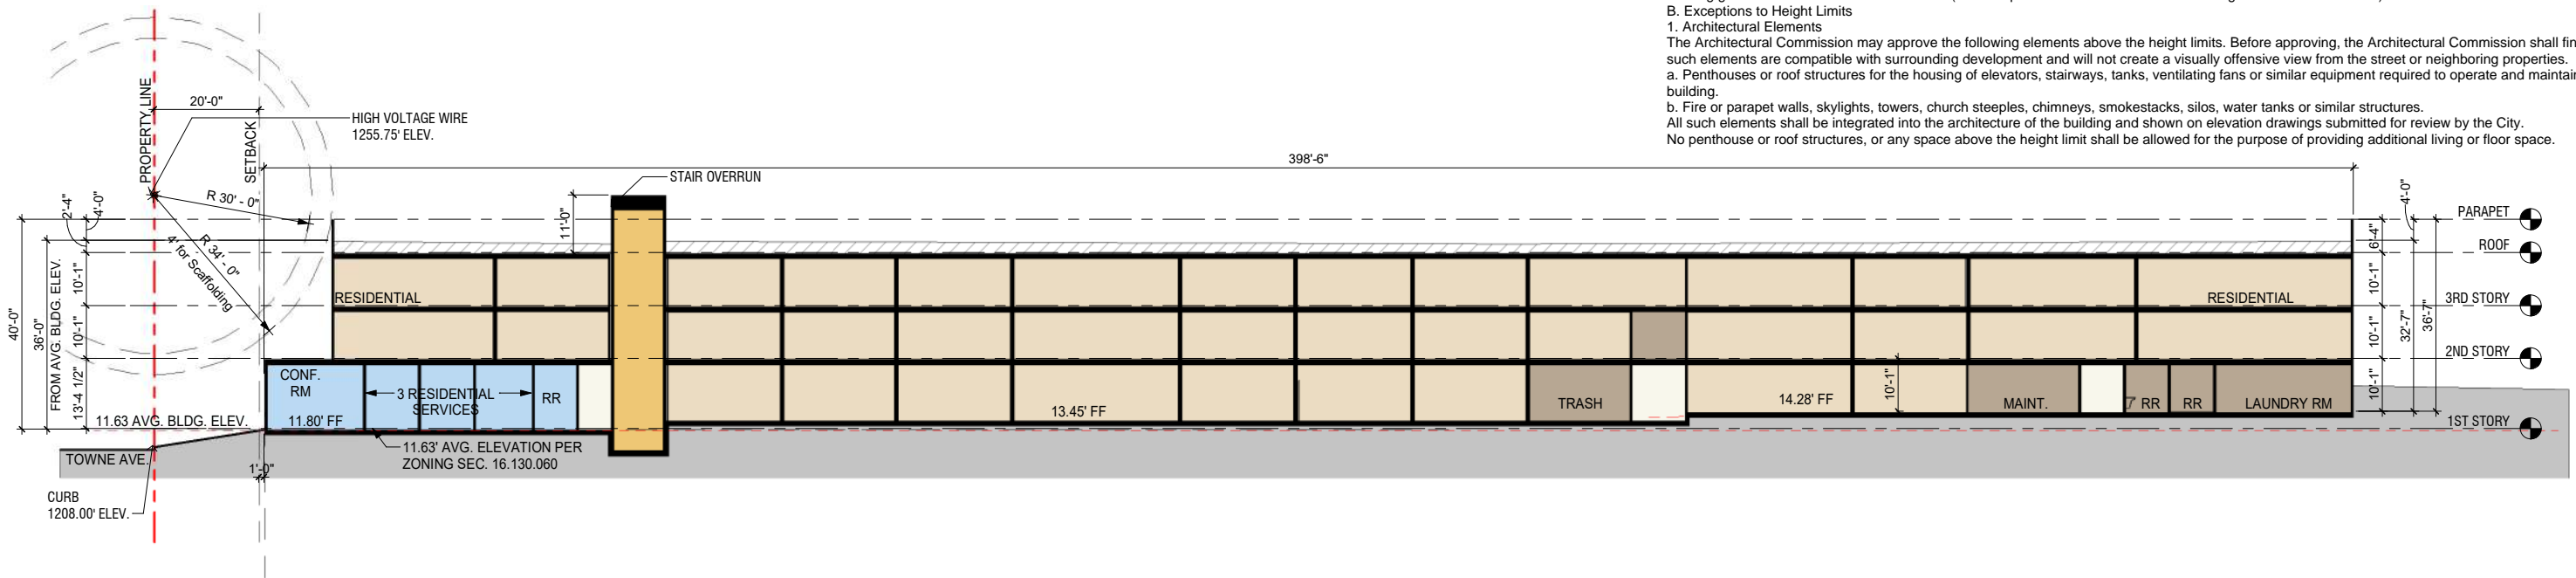 B. Exceptions to Height Limits
1. Architectural Elements
The Architectural Commission may approve the following elements above the height limits. Before approving, the Architectural Commission shall fin
such elements are compatible with surrounding development and will not create a visually offensive view from the street or neighboring properties.
a. Penthouses or roof structures for the housing of elevators, stairways, tanks, ventilating fans or similar equipment required to operate and maintain
building.
b. Fire or parapet walls, skylights, towers, church steeples, chimneys, smokestacks, silos, water tanks or similar structures.
All such elements shall be integrated into the architecture of the building and shown on elevation drawings submitted for review by the City.
No penthouse or roof structures, or any space above the height limit shall be allowed for the purpose of providing additional living or floor space.
PROPERTY LINE
20'-0"
SETBACK
HIGH VOLTAGE WIRE
1255.75' ELEV.
398'-6"
STAIR OVERRUN
R 30' - 0"
R 34' - 0"
4' for Scaffolding
2'-4"
4'-0"
11'-0"
40'-0"
36'-0"
FROM AVG. BLDG. ELEV.
10'-1"
10'-1"
13'-4 1/2"
RESIDENTIAL
RESIDENTIAL
4'-0"
6'-4"
10'-1"
10'-1"
10'-1"
32'-7"
36'-7"
PARAPET
ROOF
3RD STORY
2ND STORY
1ST STORY
CONF.
RM
3 RESIDENTIAL
SERVICES
RR
11.80' FF
13.45' FF
TRASH
14.28' FF
10'-1"
MAINT.
RR
RR
LAUNDRY RM
11.63 AVG. BLDG. ELEV.
11.63' AVG. ELEVATION PER
ZONING SEC. 16.130.060
TOWNE AVE.
1'-0"
CURB
1208.00' ELEV.